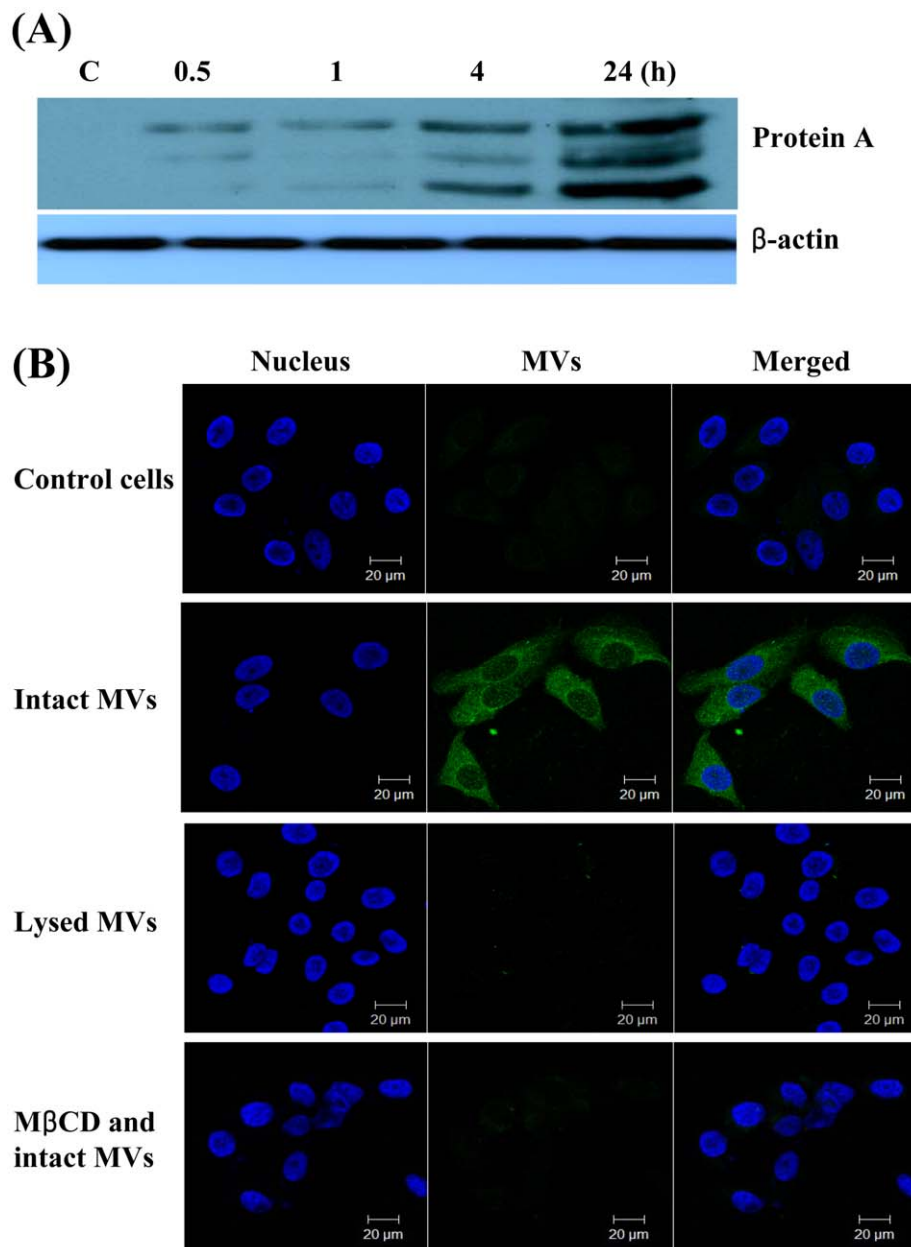 (A)
C 0.5 1 4 24 (h)
Protein A
β-actin
(B)
Nucleus MVs Merged
Control cells
20 µm 20 µm 20 µm
Intact MVs
20 µm 20 µm 20 µm
Lysed MVs
20 µm 20 µm 20 µm
MβCD and
intact MVs
20 µm 20 µm 20 µm